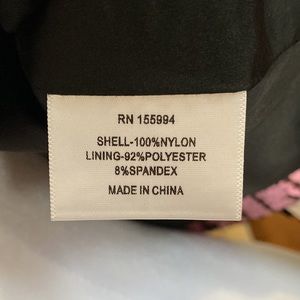 RN 155994
SHELL-100%NYLON
LINING-92%POLYESTER
8%SPANDEX
MADE IN CHINA